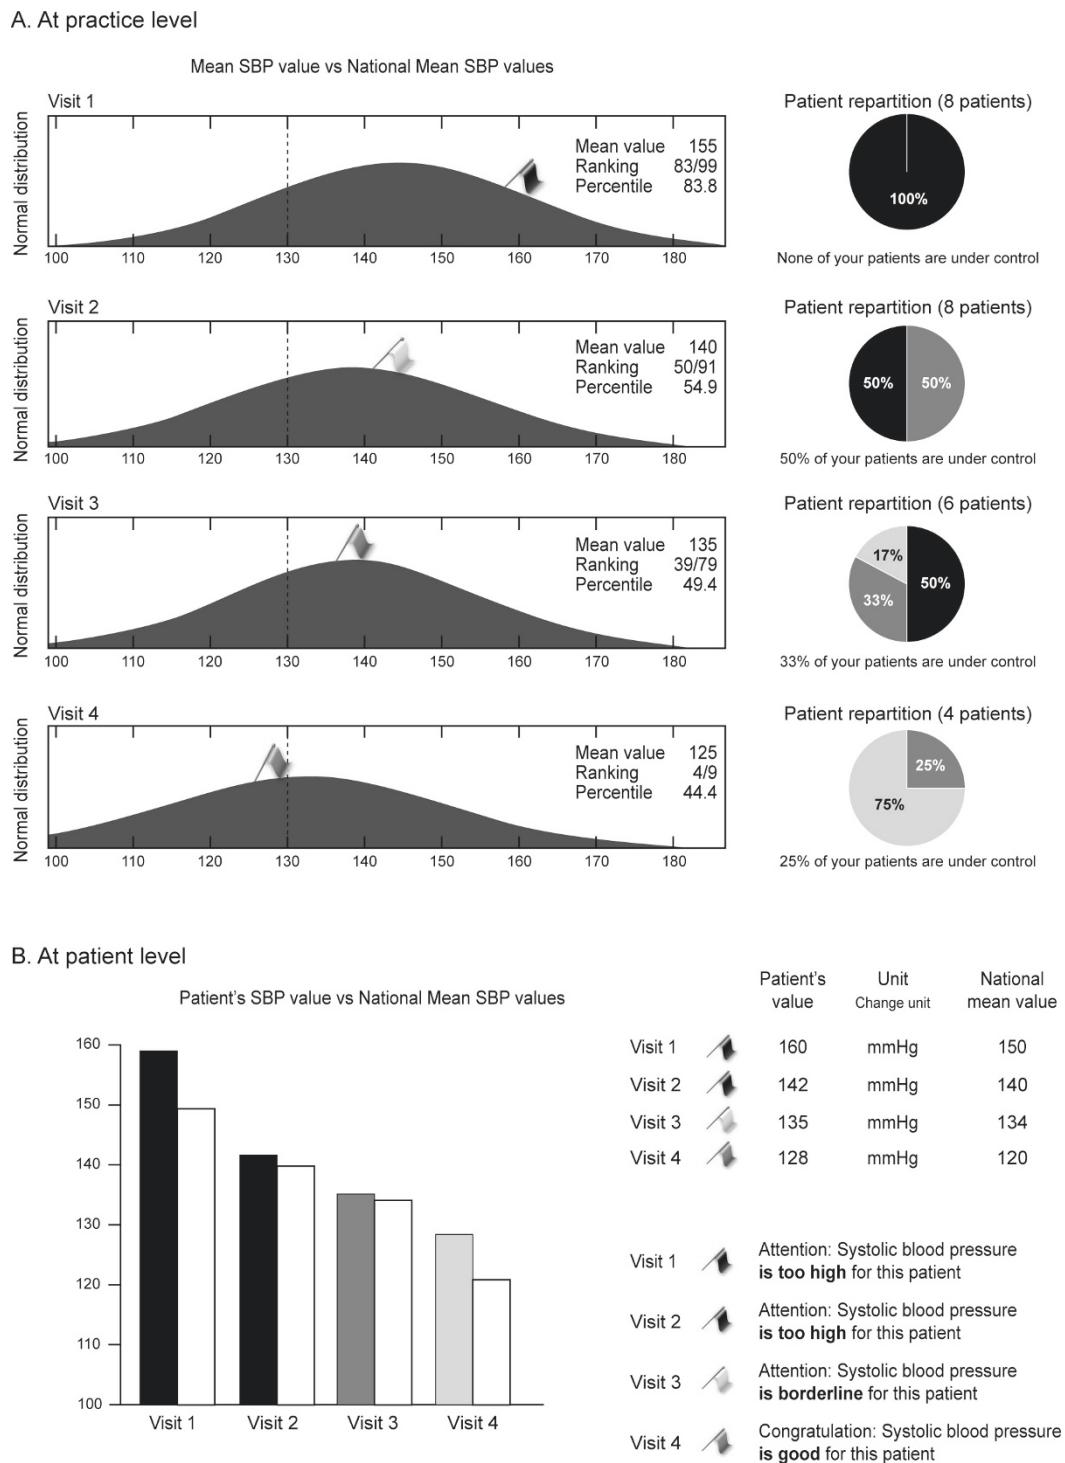 A. At practice level
Mean SBP value vs National Mean SBP values
Visit 1
Normal distribution
Mean value 155
Ranking 83/99
Percentile 83.8
100 110 120 130 140 150 160 170 180
Patient repartition (8 patients)
100%
None of your patients are under control
Visit 2
Normal distribution
Mean value 140
Ranking 50/91
Percentile 54.9
100 110 120 130 140 150 160 170 180
Patient repartition (8 patients)
50% 50%
50% of your patients are under control
Visit 3
Normal distribution
Mean value 135
Ranking 39/79
Percentile 49.4
100 110 120 130 140 150 160 170 180
Patient repartition (6 patients)
17%
50%
33%
33% of your patients are under control
Visit 4
Normal distribution
Mean value 125
Ranking 4/9
Percentile 44.4
100 110 120 130 140 150 160 170 180
Patient repartition (4 patients)
25%
75%
25% of your patients are under control
B. At patient level
Patient's SBP value vs National Mean SBP values
160
150
140
130
120
110
100
Visit 1 Visit 2 Visit 3 Visit 4
Patient's Unit National
value Change unit mean value
Visit 1 160 mmHg 150
Visit 2 142 mmHg 140
Visit 3 135 mmHg 134
Visit 4 128 mmHg 120
Visit 1 Attention: Systolic blood pressure
is too high for this patient
Visit 2 Attention: Systolic blood pressure
is too high for this patient
Visit 3 Attention: Systolic blood pressure
is borderline for this patient
Visit 4 Congratulation: Systolic blood pressure
is good for this patient